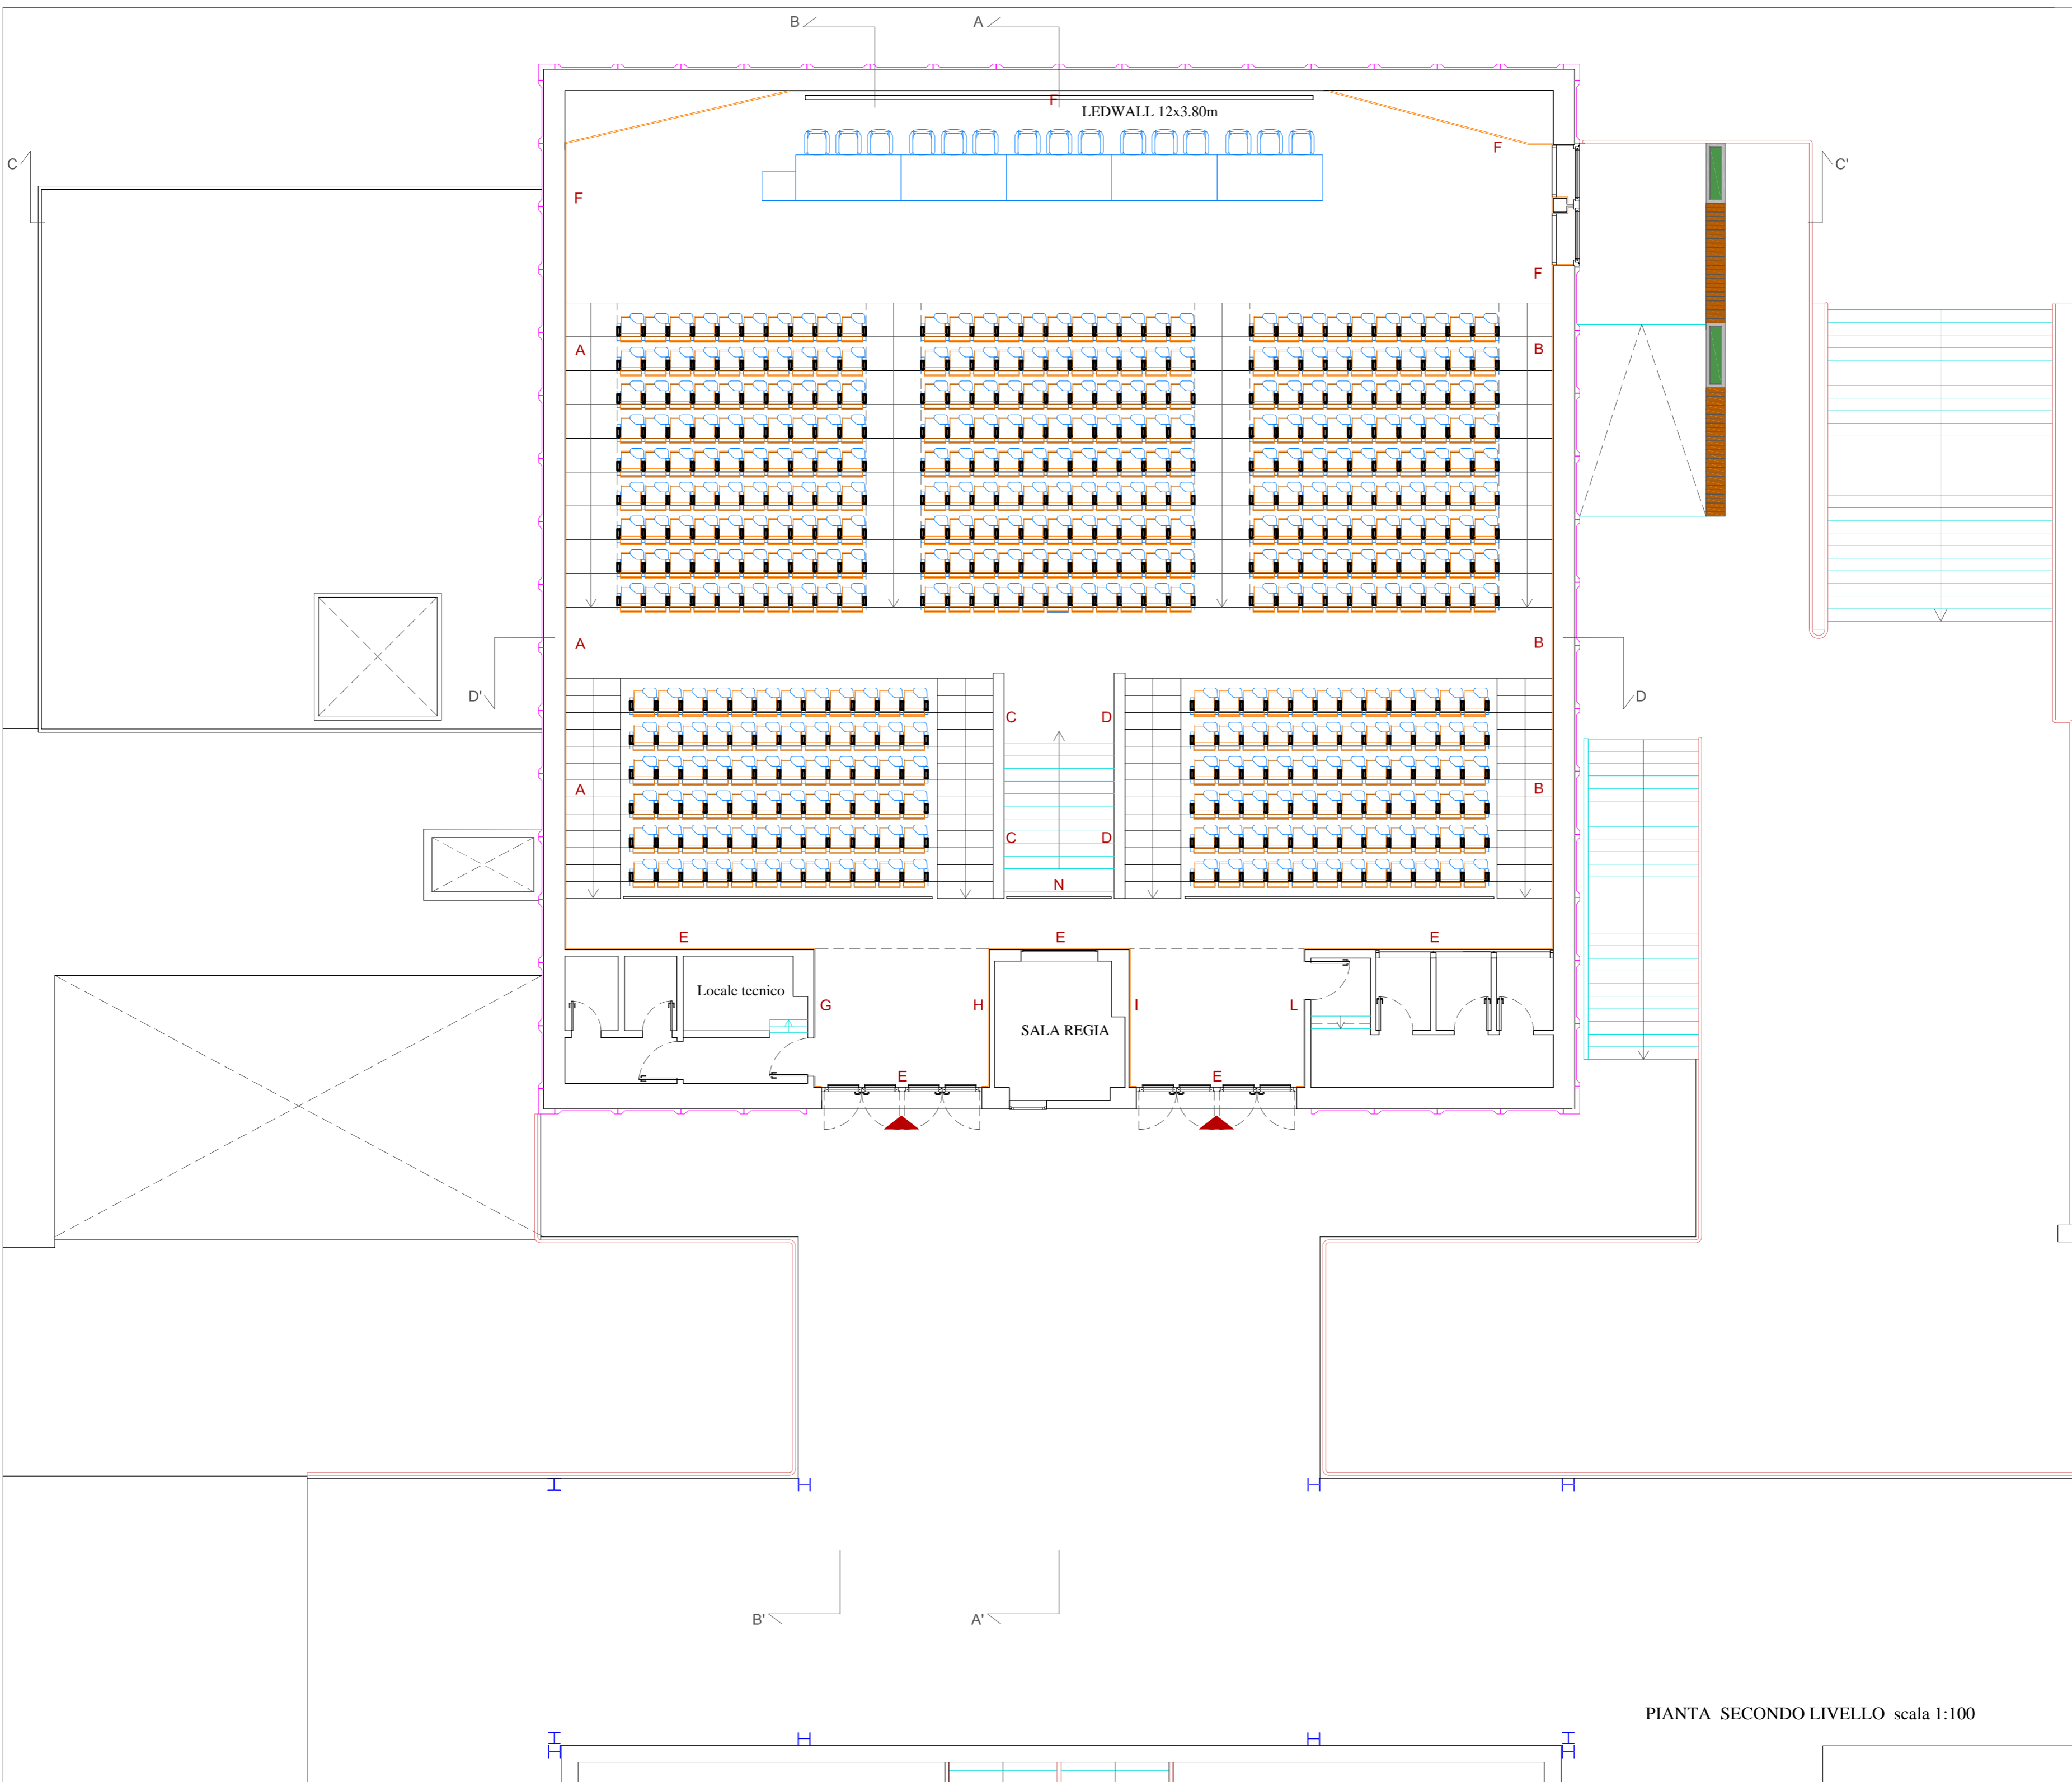 B A
F
LEDWALL 12x3.80m
F
C C'
F
F
A B
A B
D' D
C D
A B
C D
N
E E E
Locale tecnico
G H I L
SALA REGIA
E E
B' A'
PIANTA SECONDO LIVELLO scala 1:100